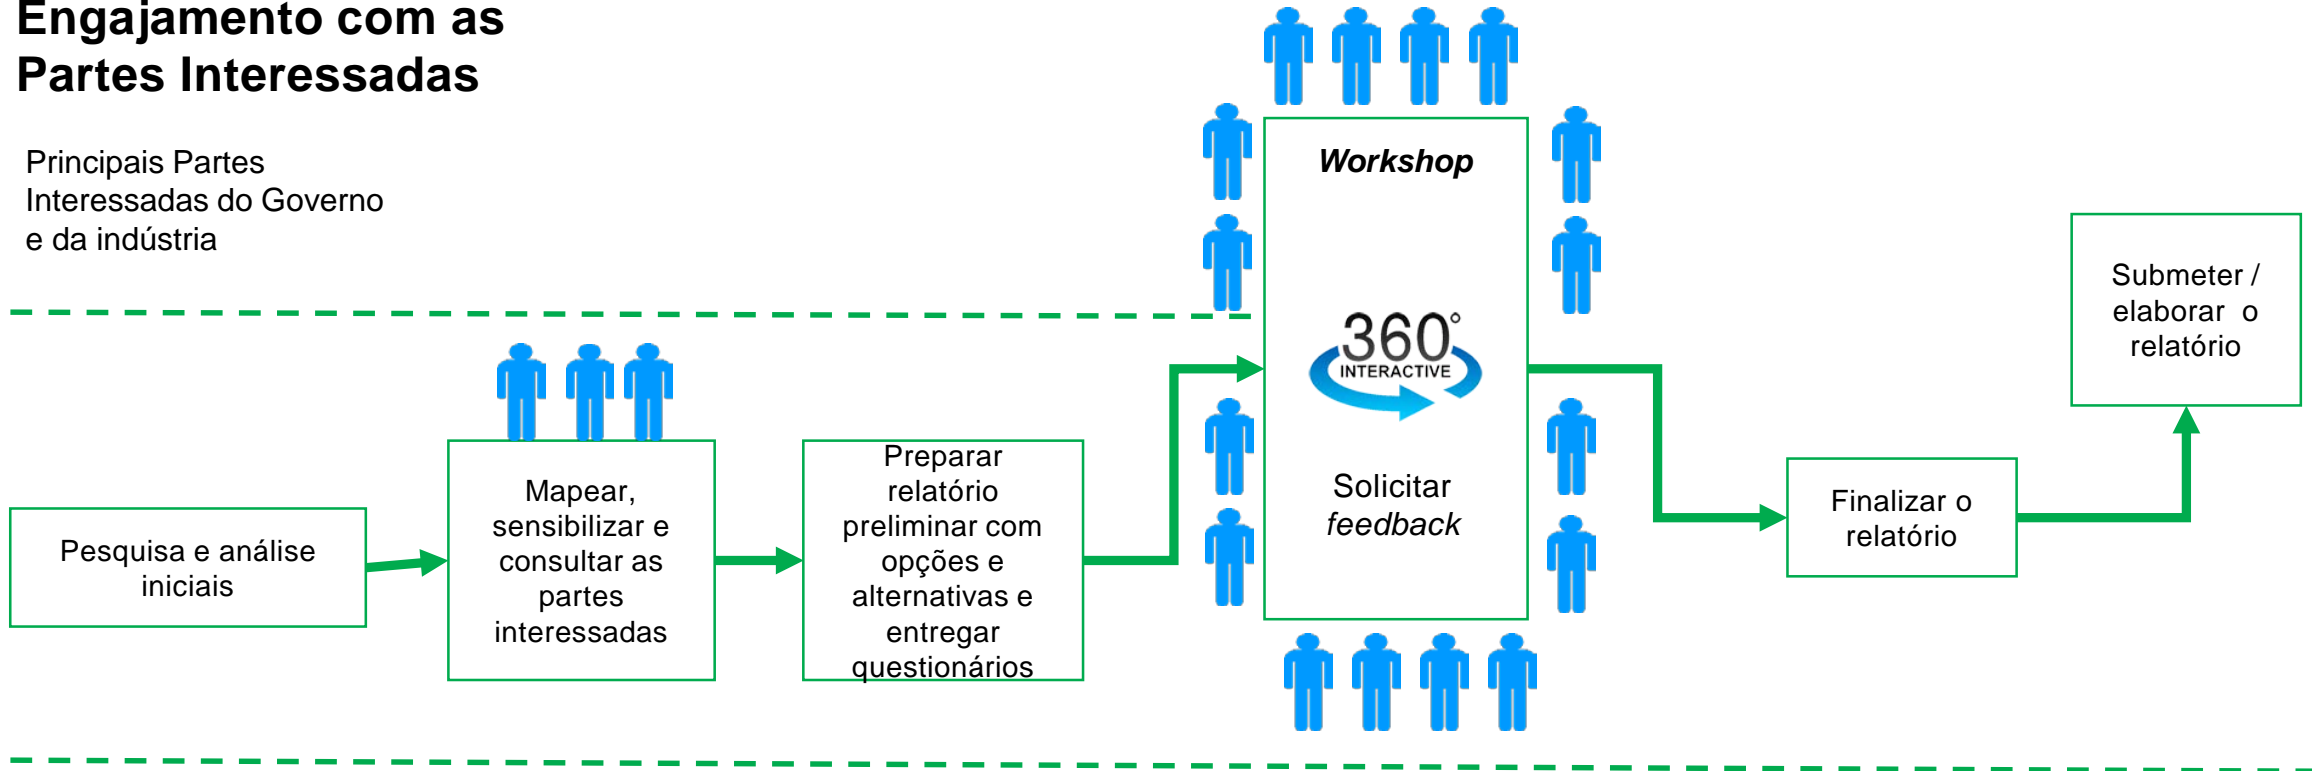 Engajamento com as
Partes Interessadas
Principais Partes
Interessadas do Governo
e da indústria
Pesquisa e análise
iniciais
Mapear,
sensibilizar e
consultar as
partes
interessadas
Preparar
relatório
preliminar com
opções e
alternativas e
entregar
questionários
Workshop
360°
INTERACTIVE
Solicitar
feedback
Finalizar o
relatório
Submeter /
elaborar o
relatório